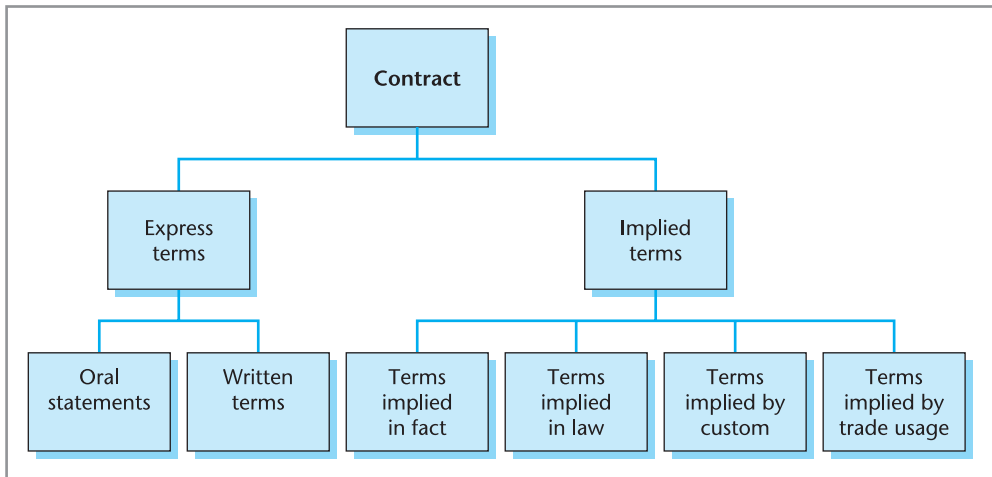 Contract
Express
terms
Implied
terms
Oral
statements
Written
terms
Terms
implied
in fact
Terms
implied
in law
Terms
implied by
custom
Terms
implied by
trade usage